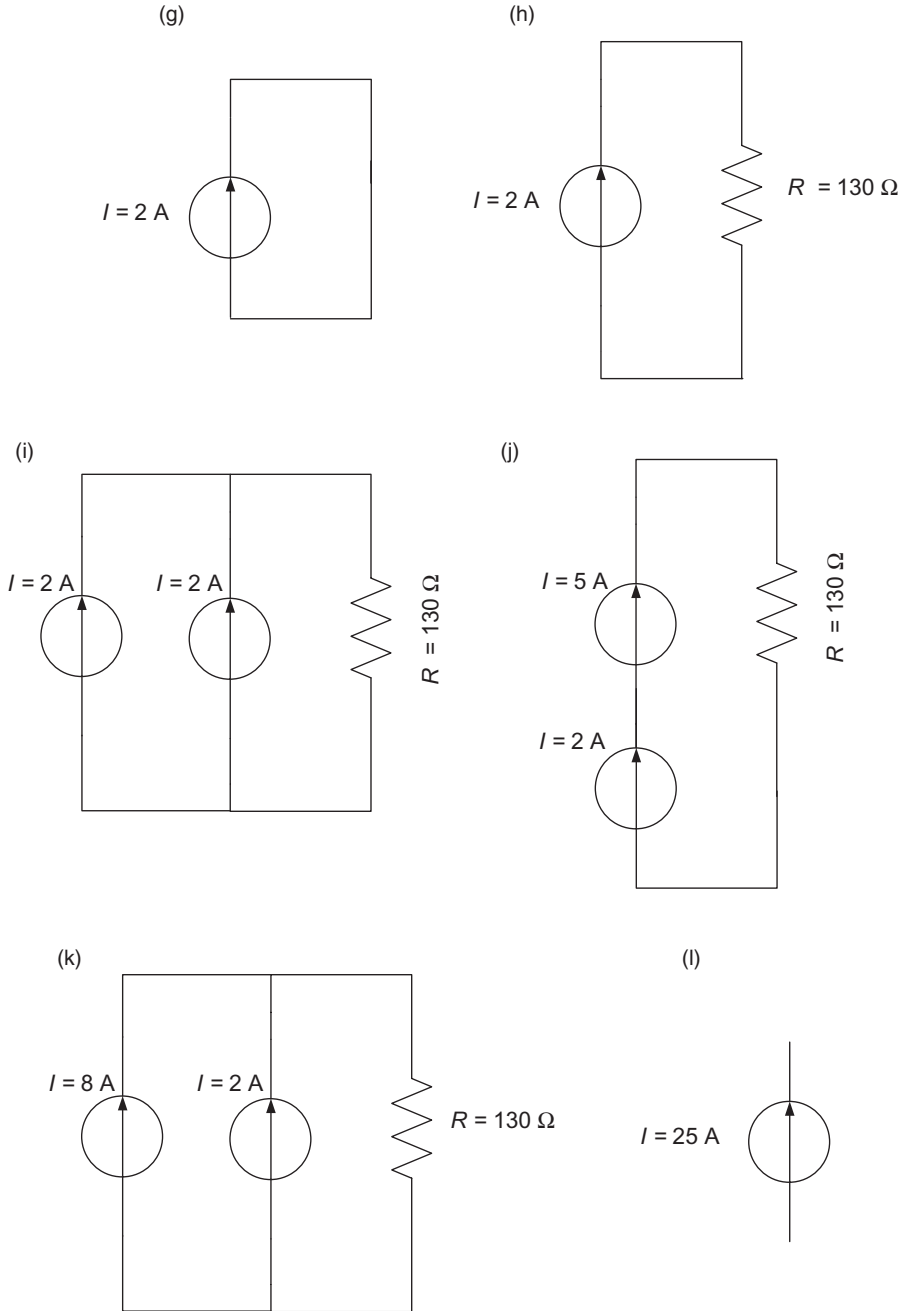 (g)
(h)
I = 2 A
I = 2 A
R = 130 Ω
(i)
(j)
I = 2 A
I = 2 A
R = 130 Ω
I = 5 A
R = 130 Ω
I = 2 A
(k)
(l)
I = 8 A
I = 2 A
R = 130 Ω
I = 25 A